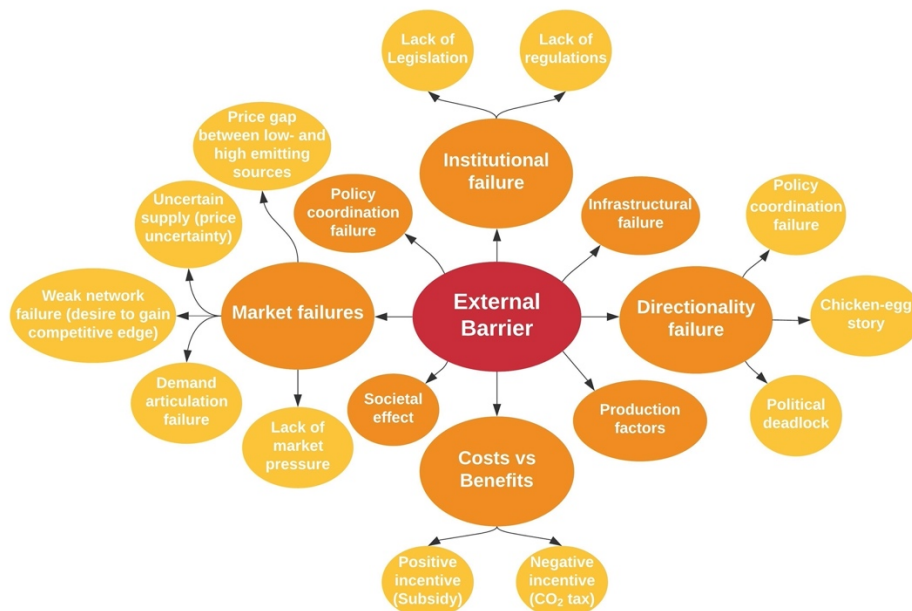 Lack of
Legislation
Lack of
regulations
Price gap
between low- and
high emitting
sources
Institutional
failure
Policy
coordination
failure
Infrastructural
failure
Policy
coordination
failure
Uncertain
supply (price
uncertainty)
Weak network
failure (desire to gain
competitive edge)
Market failures
External
Barrier
Directionality
failure
Chicken-egg
story
Demand
articulation
failure
Societal
effect
Production
factors
Political
deadlock
Lack of
market
pressure
Costs vs
Benefits
Positive
incentive
(Subsidy)
Negative
incentive
(CO₂ tax)